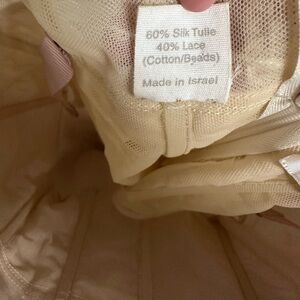 60% Silk Tulle
40% Lace
(Cotton/Beads)
Made in Israel